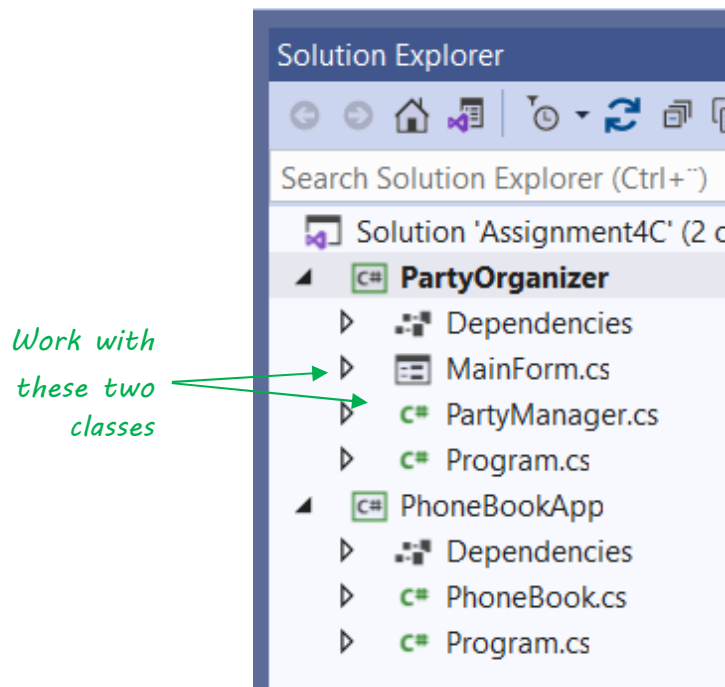 Solution Explorer
Search Solution Explorer (Ctrl+¨)
Solution 'Assignment4C' (2 o
C# PartyOrganizer
Dependencies
MainForm.cs
C# PartyManager.cs
C# Program.cs
C# PhoneBookApp
Dependencies
C# PhoneBook.cs
C# Program.cs
Work with
these two
classes